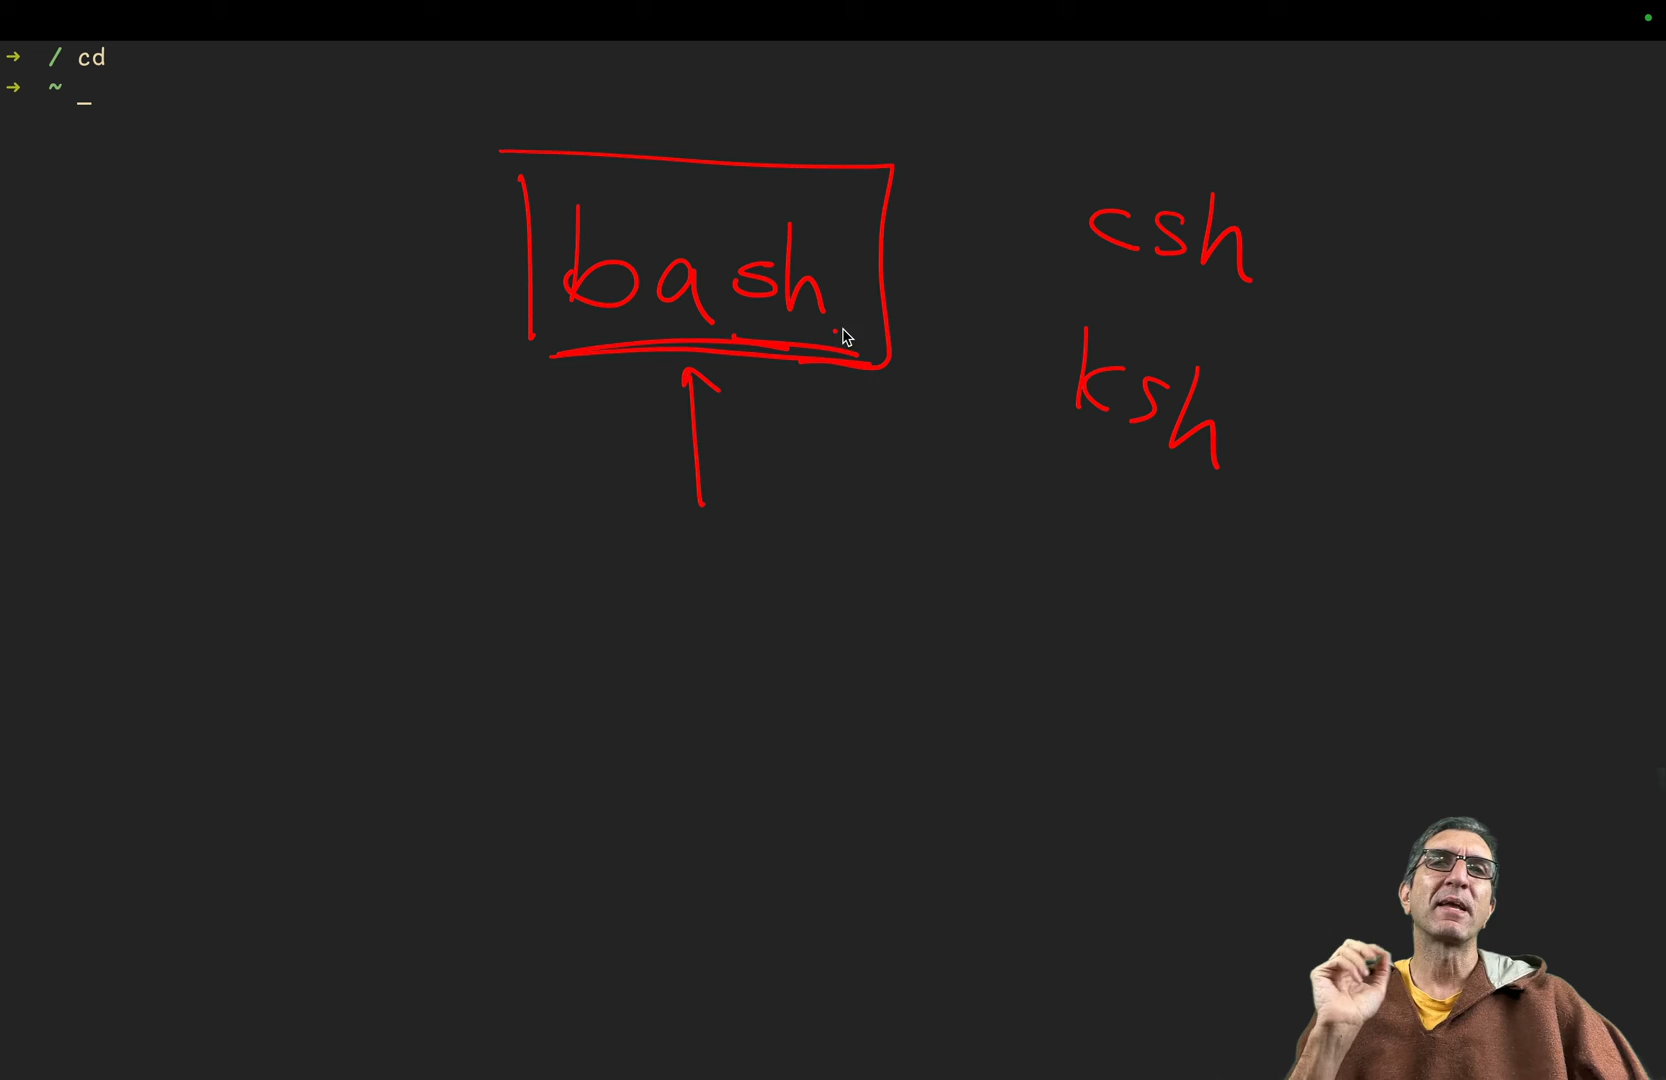 → / cd
→ ~ _
bash
csh
ksh